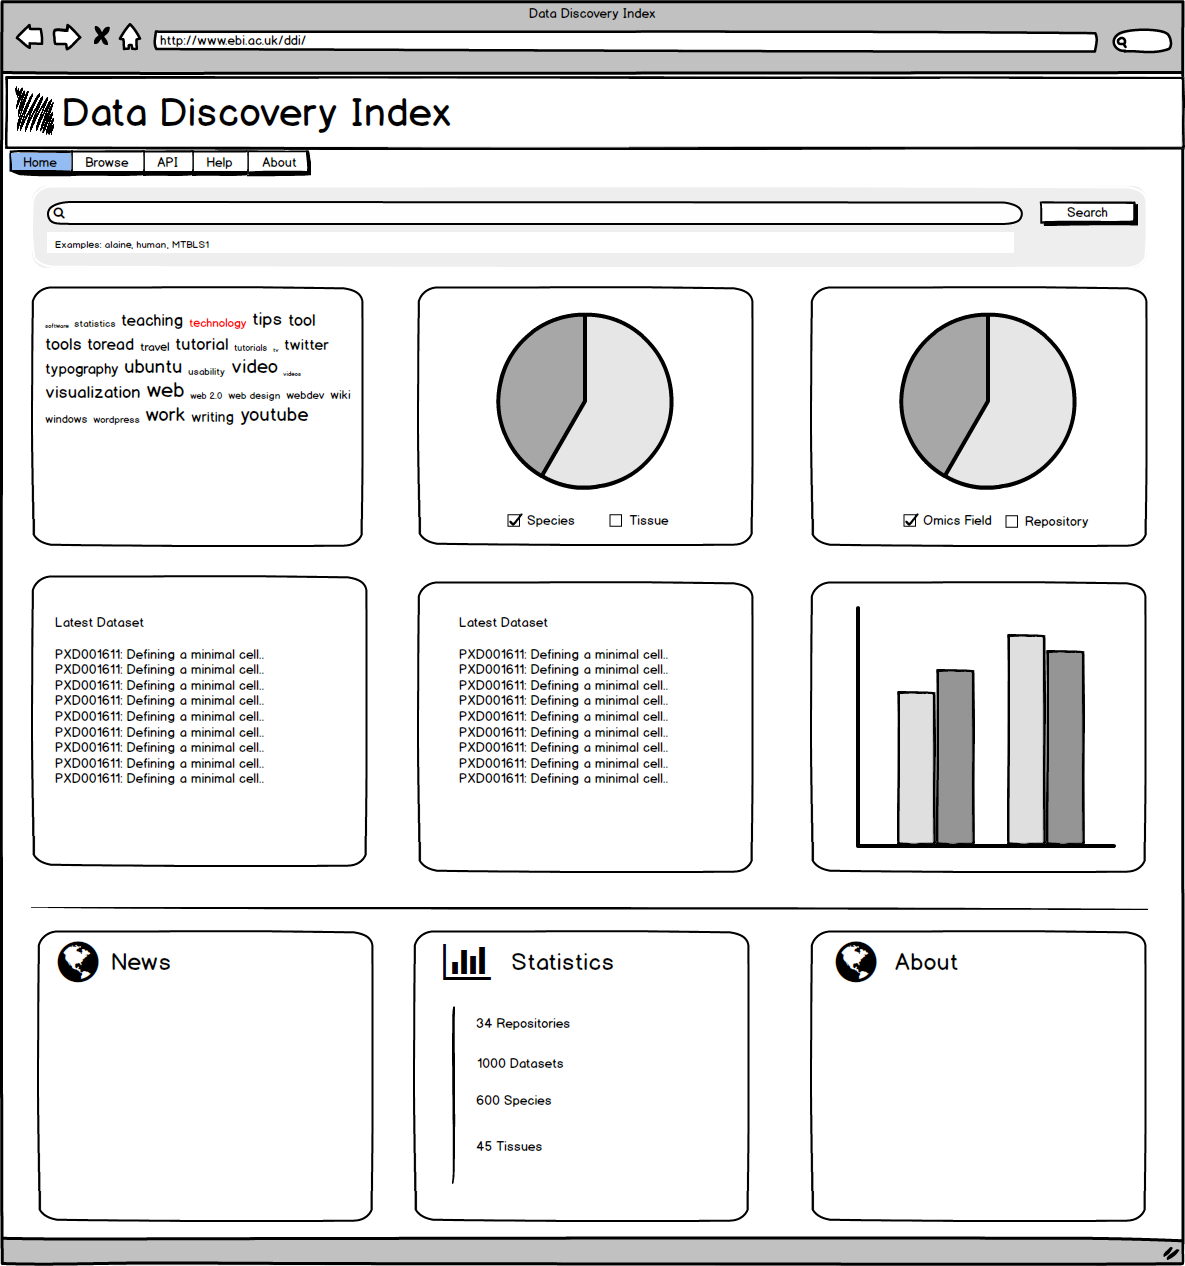 Data Discovery Index
http://www.ebi.ac.uk/ddi/
Data Discovery Index
Home Browse API Help About
Search
Examples: alaine, human, MTBLS1
software statistics teaching technology tips tool
tools toread travel tutorial tutorials tv twitter
typography ubuntu usability video videos
visualization web web 2.0 web design webdev wiki
windows wordpress work writing youtube
Species Tissue
Omics Field Repository
Latest Dataset
PXD001611: Defining a minimal cell..
PXD001611: Defining a minimal cell..
PXD001611: Defining a minimal cell..
PXD001611: Defining a minimal cell..
PXD001611: Defining a minimal cell..
PXD001611: Defining a minimal cell..
PXD001611: Defining a minimal cell..
PXD001611: Defining a minimal cell..
PXD001611: Defining a minimal cell..
Latest Dataset
PXD001611: Defining a minimal cell..
PXD001611: Defining a minimal cell..
PXD001611: Defining a minimal cell..
PXD001611: Defining a minimal cell..
PXD001611: Defining a minimal cell..
PXD001611: Defining a minimal cell..
PXD001611: Defining a minimal cell..
PXD001611: Defining a minimal cell..
PXD001611: Defining a minimal cell..
News
Statistics
34 Repositories
1000 Datasets
600 Species
45 Tissues
About